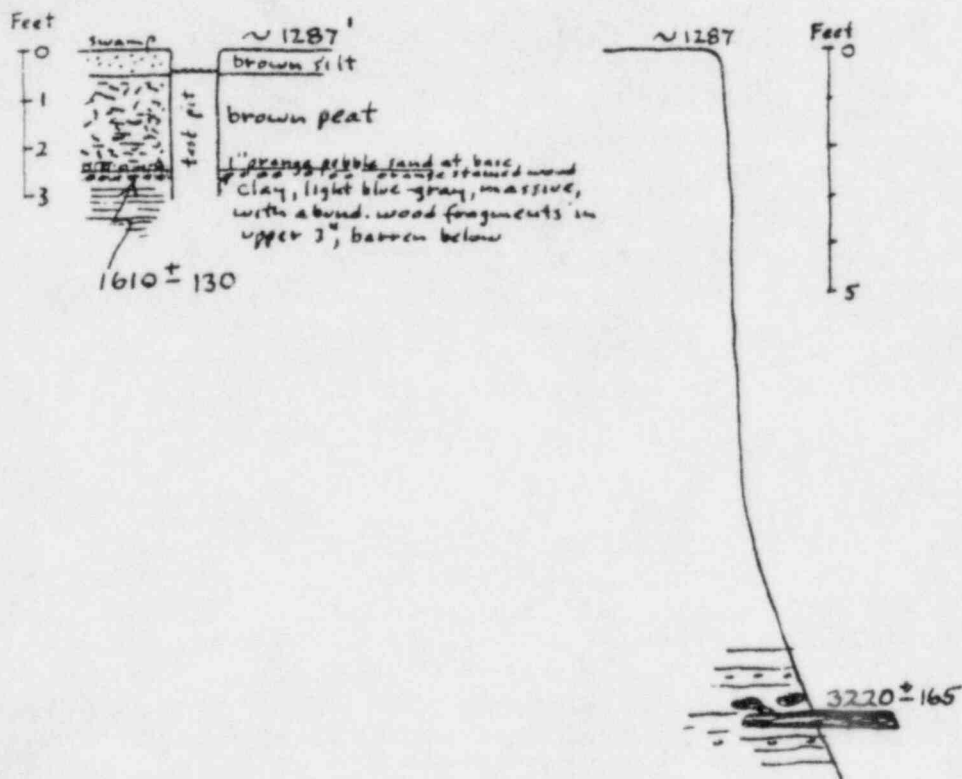 Feet
0
1
2
3
swamp
~ 1287'
brown silt
test pit
brown peat
1" orange pebble sand at base,
orange stained wood
clay, light blue-gray, massive,
with abund. wood fragments in
upper 3", barren below
1610 ± 130
~ 1287
Feet
0
5
3220 ± 165